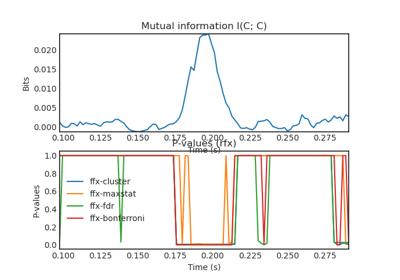 Mutual information I(C; C)
Bits
0.020
0.015
0.010
0.005
0.000
0.100 0.125 0.150 0.175 0.200 0.225 0.250 0.275
Time (s)
P-values (rfx)
P-values
1.0
0.8
0.6
0.4
0.2
0.0
ffx-cluster
ffx-maxstat
ffx-fdr
ffx-bonferroni
0.100 0.125 0.150 0.175 0.200 0.225 0.250 0.275
Time (s)